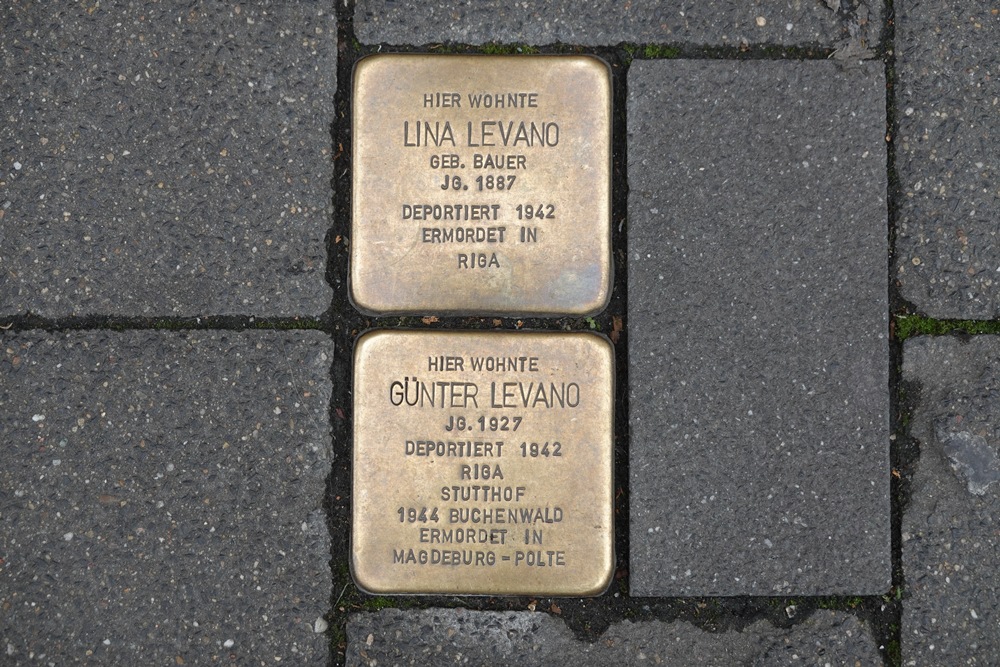 HIER WOHNTE
LINA LEVANO
GEB. BAUER
JG. 1887
DEPORTIERT 1942
ERMORDET IN
RIGA
HIER WOHNTE
GÜNTER LEVANO
JG. 1927
DEPORTIERT 1942
RIGA
STUTTHOF
1944 BUCHENWALD
ERMORDET IN
MAGDEBURG-POLTE